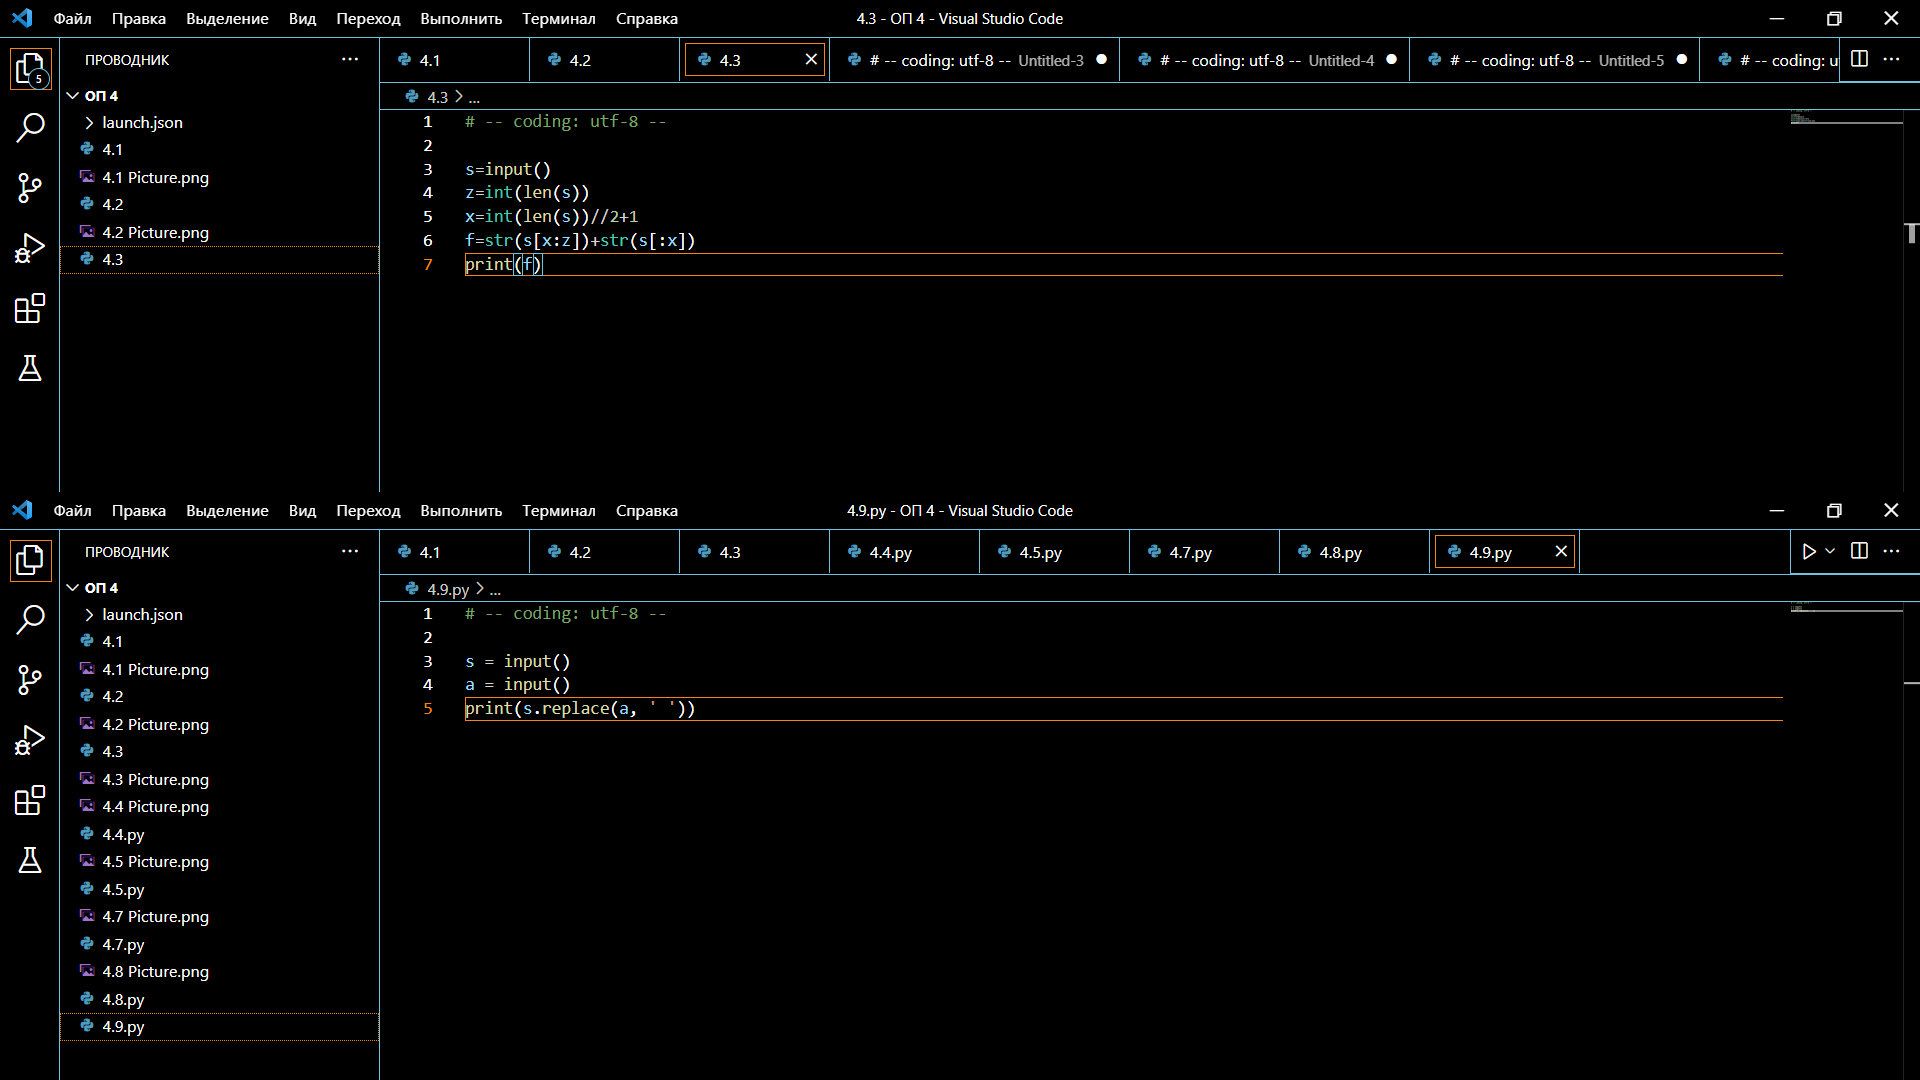 Файл Правка Выделение Вид Переход Выполнить Терминал Справка 4.3 - ОП 4 - Visual Studio Code
ПРОВОДНИК
5
ОП 4
launch.json
4.1
4.1 Picture.png
4.2
4.2 Picture.png
4.3
4.1 4.2 4.3 # -- coding: utf-8 -- Untitled-3 # -- coding: utf-8 -- Untitled-4 # -- coding: utf-8 -- Untitled-5 # -- coding: u
4.3 > ...
1 # -- coding: utf-8 --
2
3 s=input()
4 z=int(len(s))
5 x=int(len(s))//2+1
6 f=str(s[x:z])+str(s[:x])
7 print(f)
Файл Правка Выделение Вид Переход Выполнить Терминал Справка 4.9.py - ОП 4 - Visual Studio Code
ПРОВОДНИК
ОП 4
launch.json
4.1
4.1 Picture.png
4.2
4.2 Picture.png
4.3
4.3 Picture.png
4.4 Picture.png
4.4.py
4.5 Picture.png
4.5.py
4.7 Picture.png
4.7.py
4.8 Picture.png
4.8.py
4.9.py
4.1 4.2 4.3 4.4.py 4.5.py 4.7.py 4.8.py 4.9.py
4.9.py > ...
1 # -- coding: utf-8 --
2
3 s = input()
4 a = input()
5 print(s.replace(a, ' '))